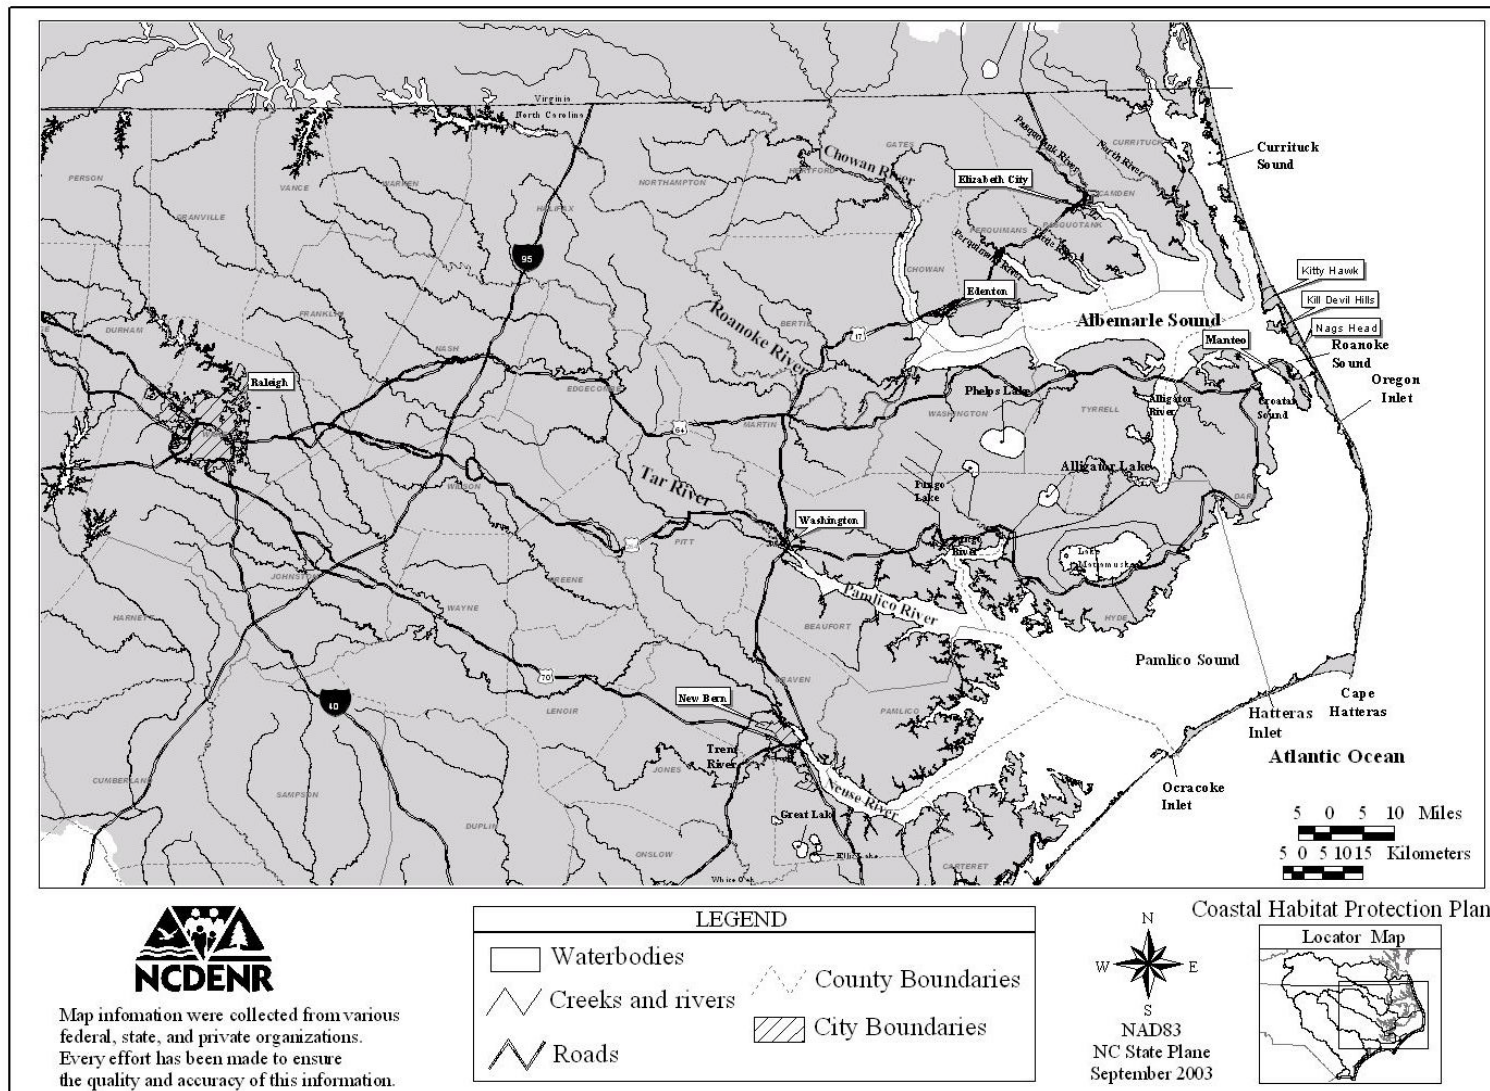 Virginia
North Carolina
PERSON
VANCE
WARREN
GRANVILLE
HALIFAX
NORTHAMPTON
HERTFORD
GATES
Chowan River
Pasquotank River
North River
CURRITUCK
CAMDEN
Currituck
Sound
Elizabeth City
PERQUIMANS
PASQUOTANK
Perquimans River
Little River
CHOWAN
95
Kitty Hawk
Kill Devil Hills
Nags Head
Edenton
Albemarle Sound
Manteo
Roanoke
Sound
Oregon
Inlet
DURHAM
FRANKLIN
NASH
Roanoke River
BERTIE
17
Raleigh
EDGECOMBE
Phelps Lake
Alligator
River
Croatan
Sound
64
MARTIN
WASHINGTON
TYRRELL
WAKE
Tar River
WILSON
Alligator Lake
Pungo
Lake
DARE
Washington
PITT
Pungo
River
Lake
Mattamuskeet
JOHNSTON
GREENE
WAYNE
HARNETT
Pamlico River
BEAUFORT
HYDE
Pamlico Sound
70
40
New Bern
CRAVEN
LENOIR
PAMLICO
Cape
Hatteras
Hatteras
Inlet
Trent
River
JONES
Atlantic Ocean
CUMBERLAND
SAMPSON
Neuse River
Ocracoke
Inlet
Great Lake
DUPLIN
ONSLOW
Ellis Lake
CARTERET
White Oak
5 0 5 10 Miles
5 0 5 10 15 Kilometers
NCDENR
Map infomation were collected from various
federal, state, and private organizations.
Every effort has been made to ensure
the quality and accuracy of this information.
LEGEND
Waterbodies
Creeks and rivers
Roads
County Boundaries
City Boundaries
N
W E
S
NAD83
NC State Plane
September 2003
Coastal Habitat Protection Plan
Locator Map